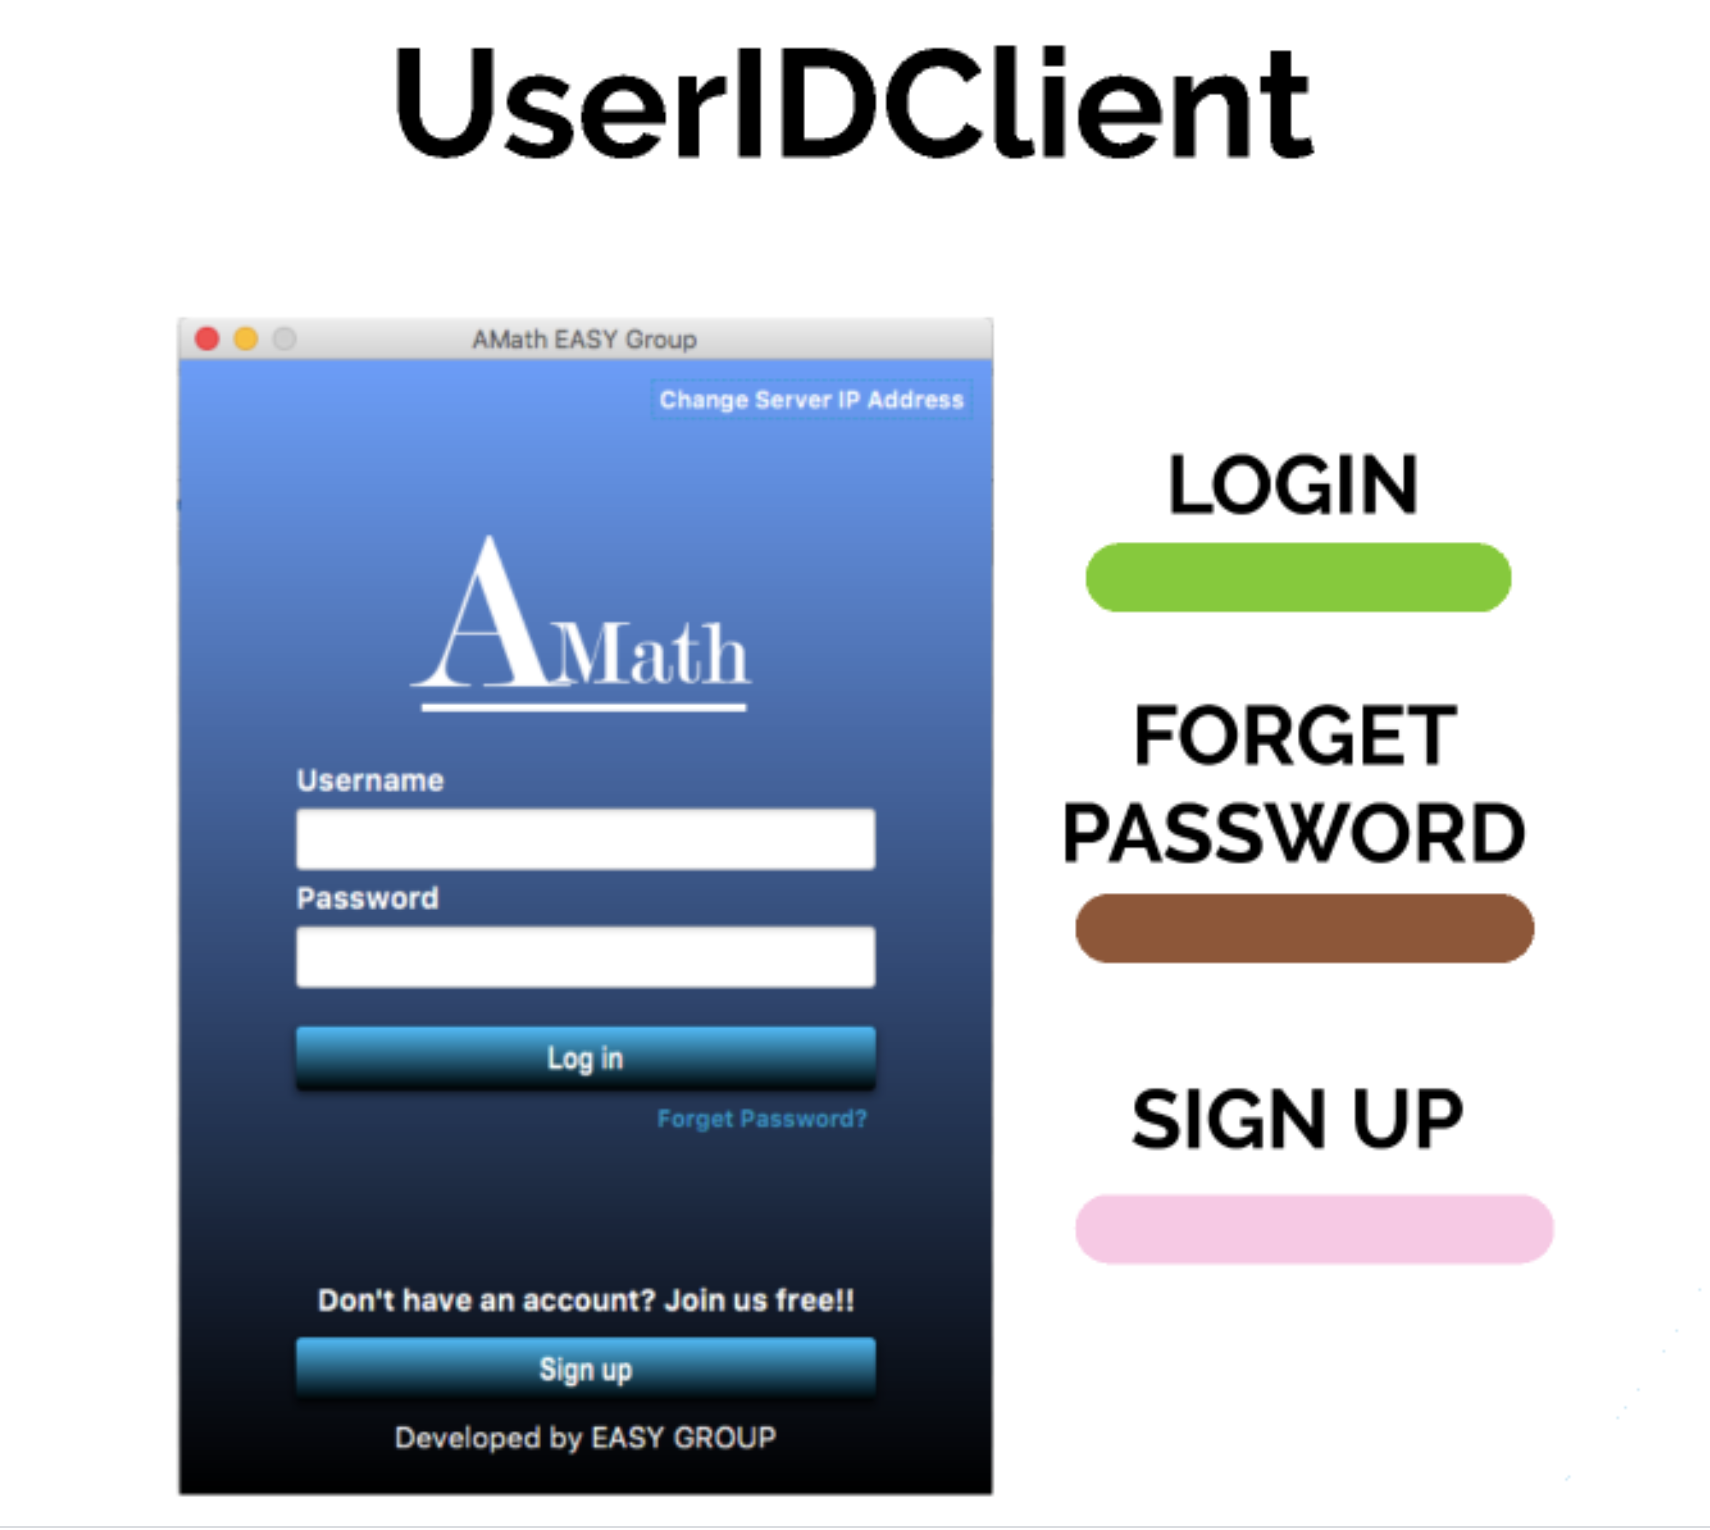 UserIDClient
AMath EASY Group
Change Server IP Address
AMath
Username
Password
Log in
Forget Password?
Don't have an account? Join us free!!
Sign up
Developed by EASY GROUP
LOGIN
FORGET
PASSWORD
SIGN UP